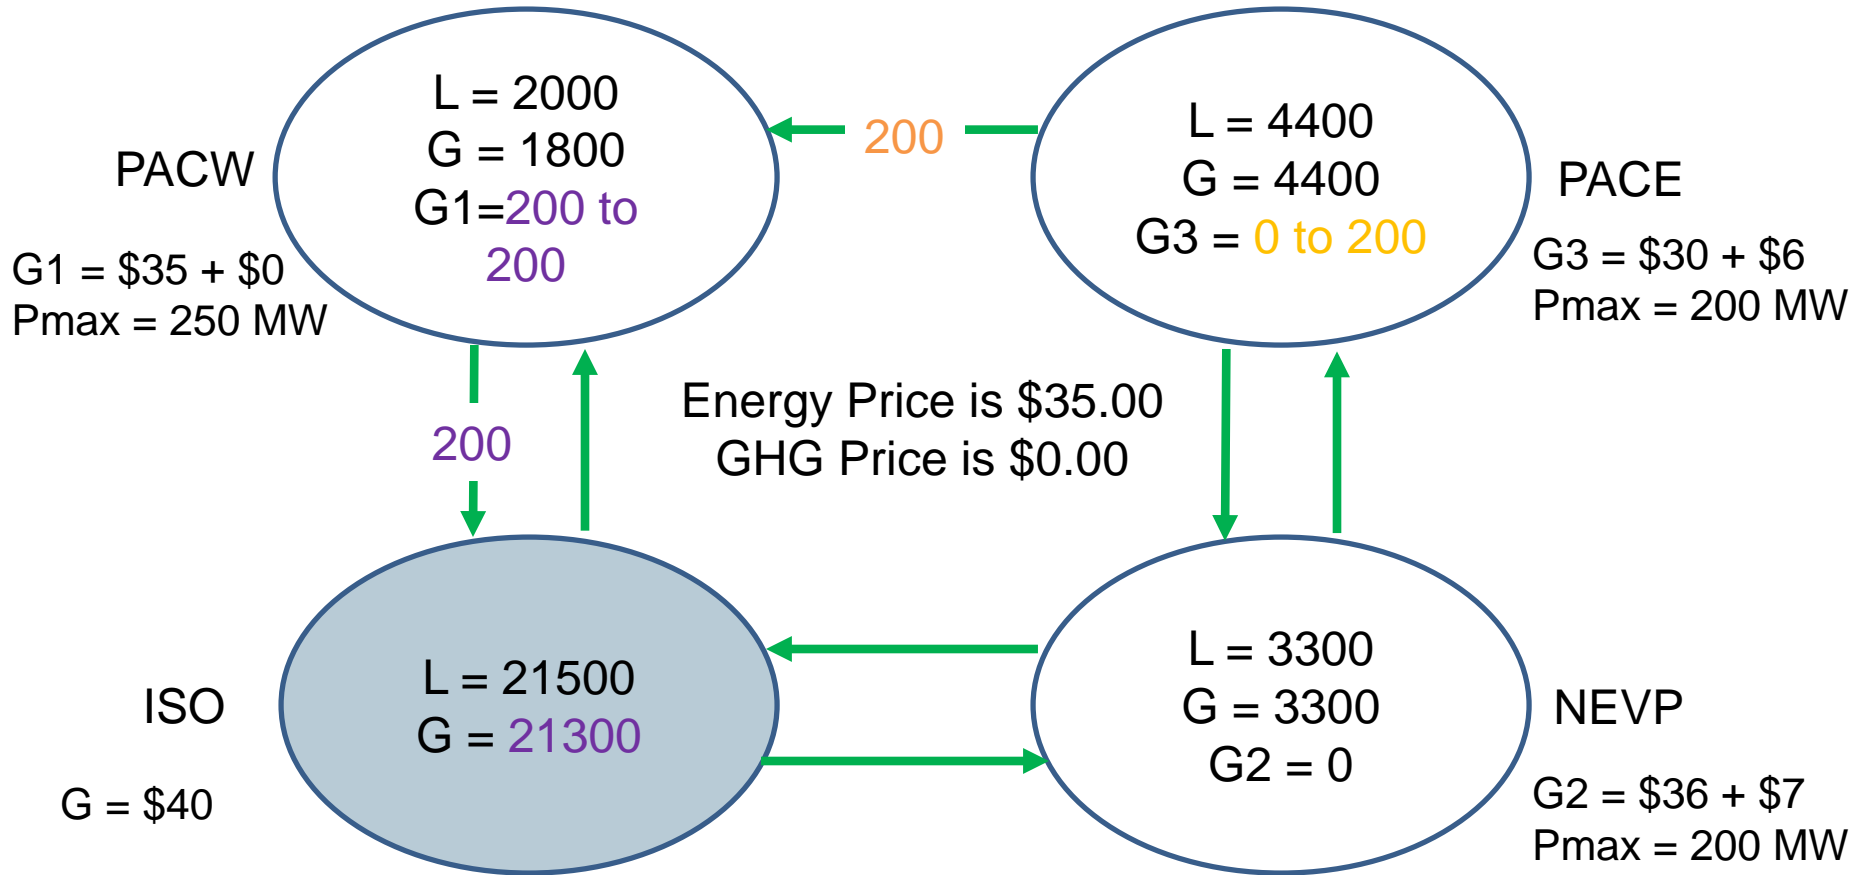 L = 2000
G = 1800
G1=200 to
200
PACW
G1 = $35 + $0
Pmax = 250 MW
200
L = 4400
G = 4400
G3 = 0 to 200
PACE
G3 = $30 + $6
Pmax = 200 MW
200
Energy Price is $35.00
GHG Price is $0.00
ISO
L = 21500
G = 21300
G = $40
L = 3300
G = 3300
G2 = 0
NEVP
G2 = $36 + $7
Pmax = 200 MW